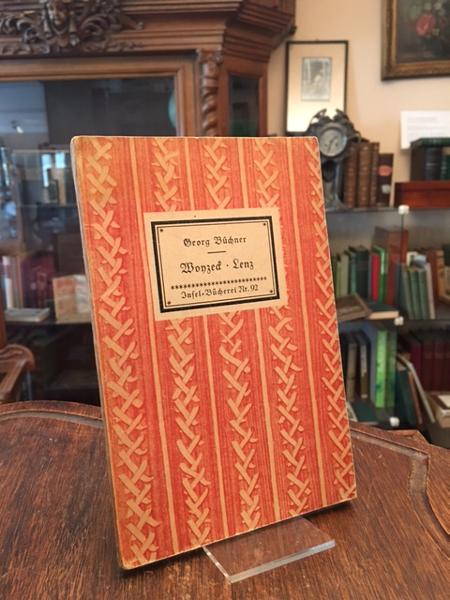 Georg Büchner
Woyzeck · Lenz
Insel-Bücherei Nr. 92